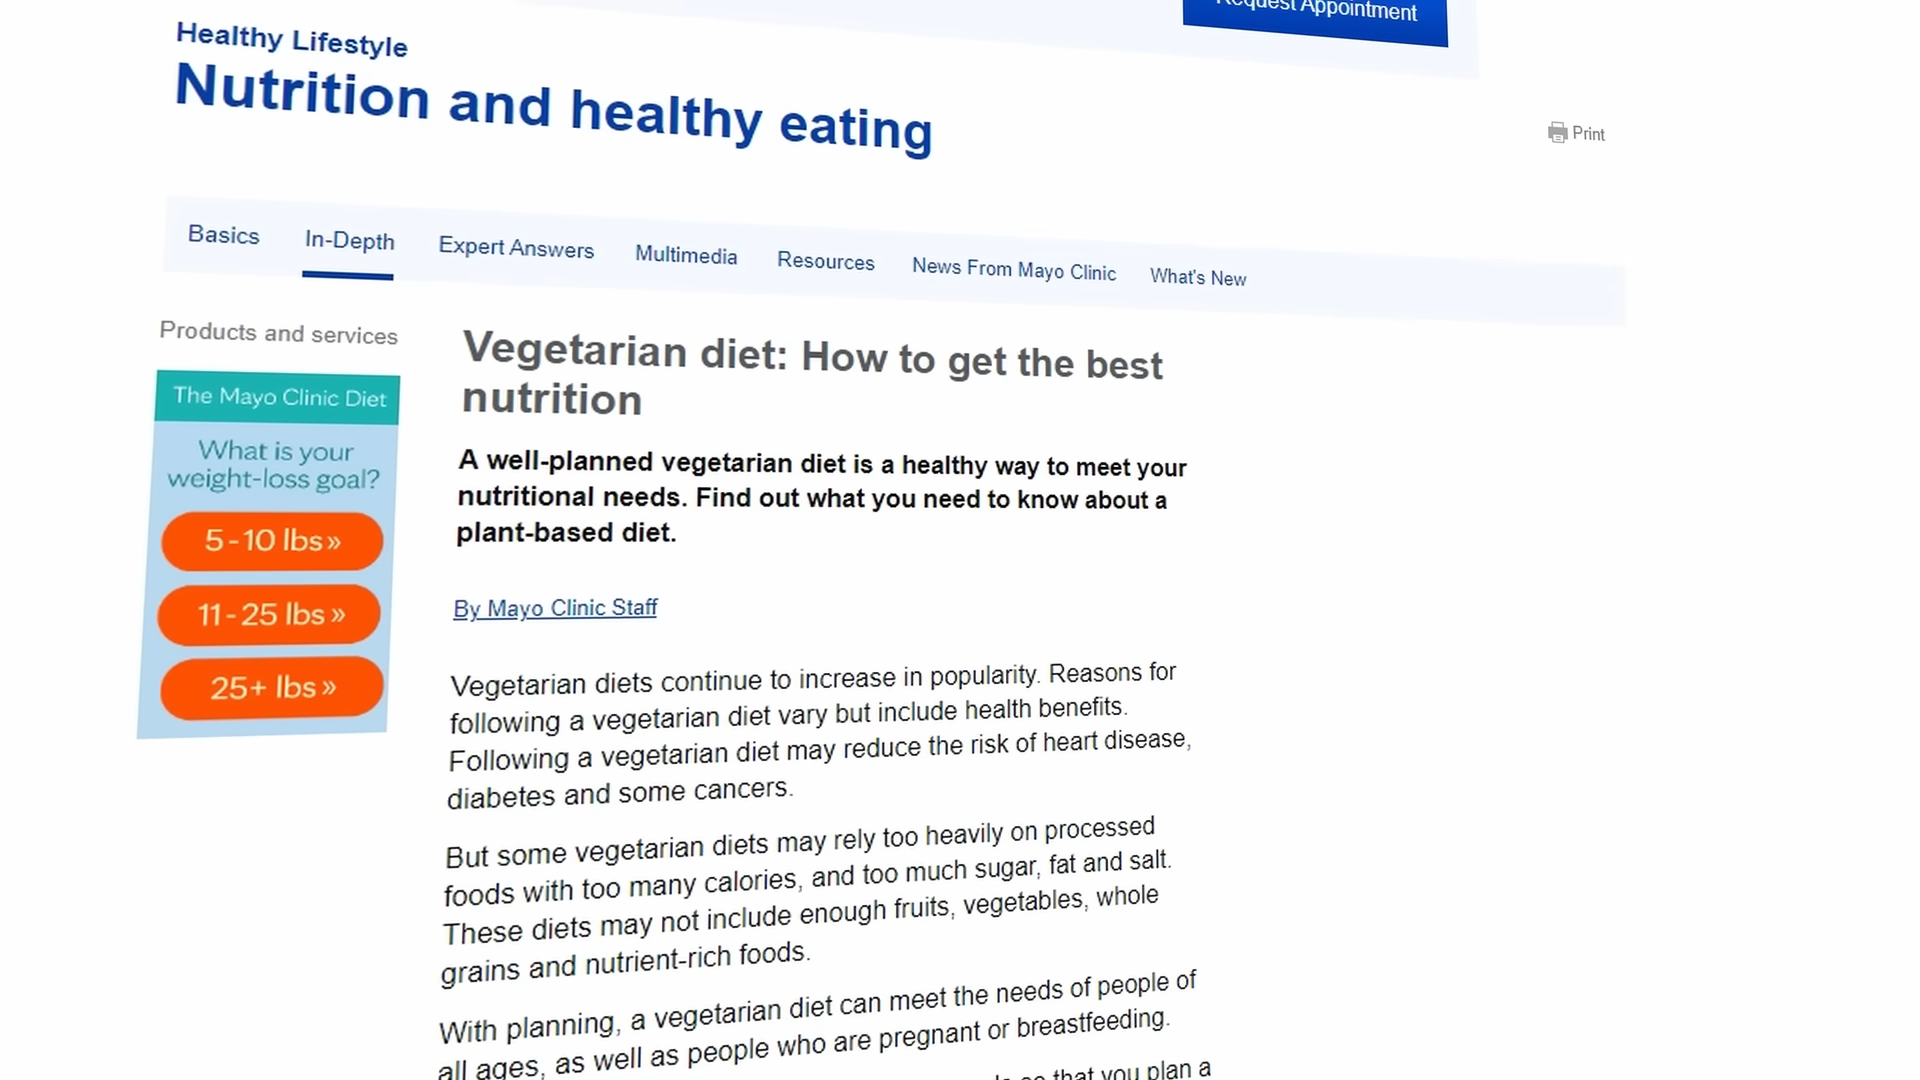 Request Appointment
Healthy Lifestyle
Nutrition and healthy eating
Print
Basics In-Depth Expert Answers Multimedia Resources News From Mayo Clinic What's New
Products and services
The Mayo Clinic Diet
What is your
weight-loss goal?
5-10 lbs»
11-25 lbs»
25+ lbs»
Vegetarian diet: How to get the best
nutrition
A well-planned vegetarian diet is a healthy way to meet your
nutritional needs. Find out what you need to know about a
plant-based diet.
By Mayo Clinic Staff
Vegetarian diets continue to increase in popularity. Reasons for
following a vegetarian diet vary but include health benefits.
Following a vegetarian diet may reduce the risk of heart disease,
diabetes and some cancers.
But some vegetarian diets may rely too heavily on processed
foods with too many calories, and too much sugar, fat and salt.
These diets may not include enough fruits, vegetables, whole
grains and nutrient-rich foods.
With planning, a vegetarian diet can meet the needs of people of
all ages, as well as people who are pregnant or breastfeeding.
so that you plan a